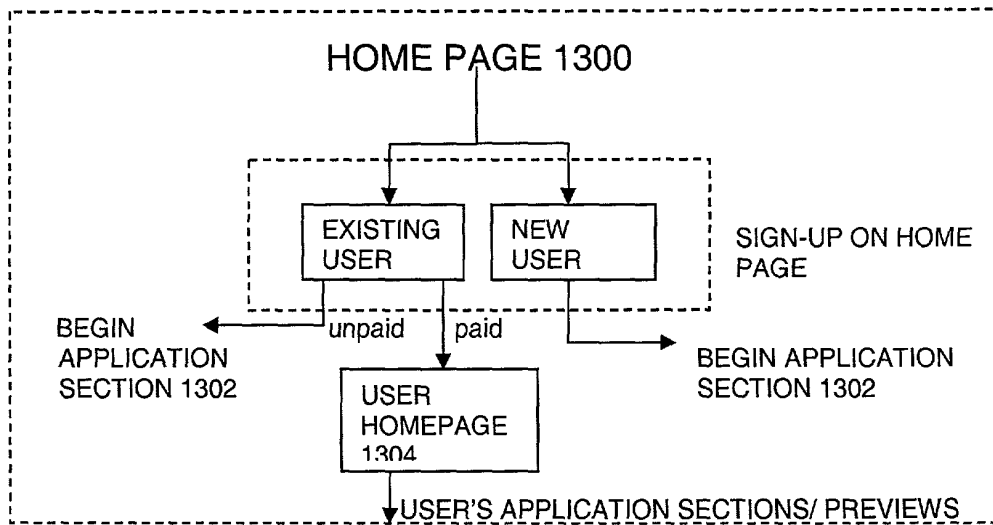 HOME PAGE 1300
EXISTING
USER
NEW
USER
SIGN-UP ON HOME
PAGE
unpaid
paid
BEGIN
APPLICATION
SECTION 1302
BEGIN APPLICATION
SECTION 1302
USER
HOMEPAGE
1304
USER'S APPLICATION SECTIONS/ PREVIEWS